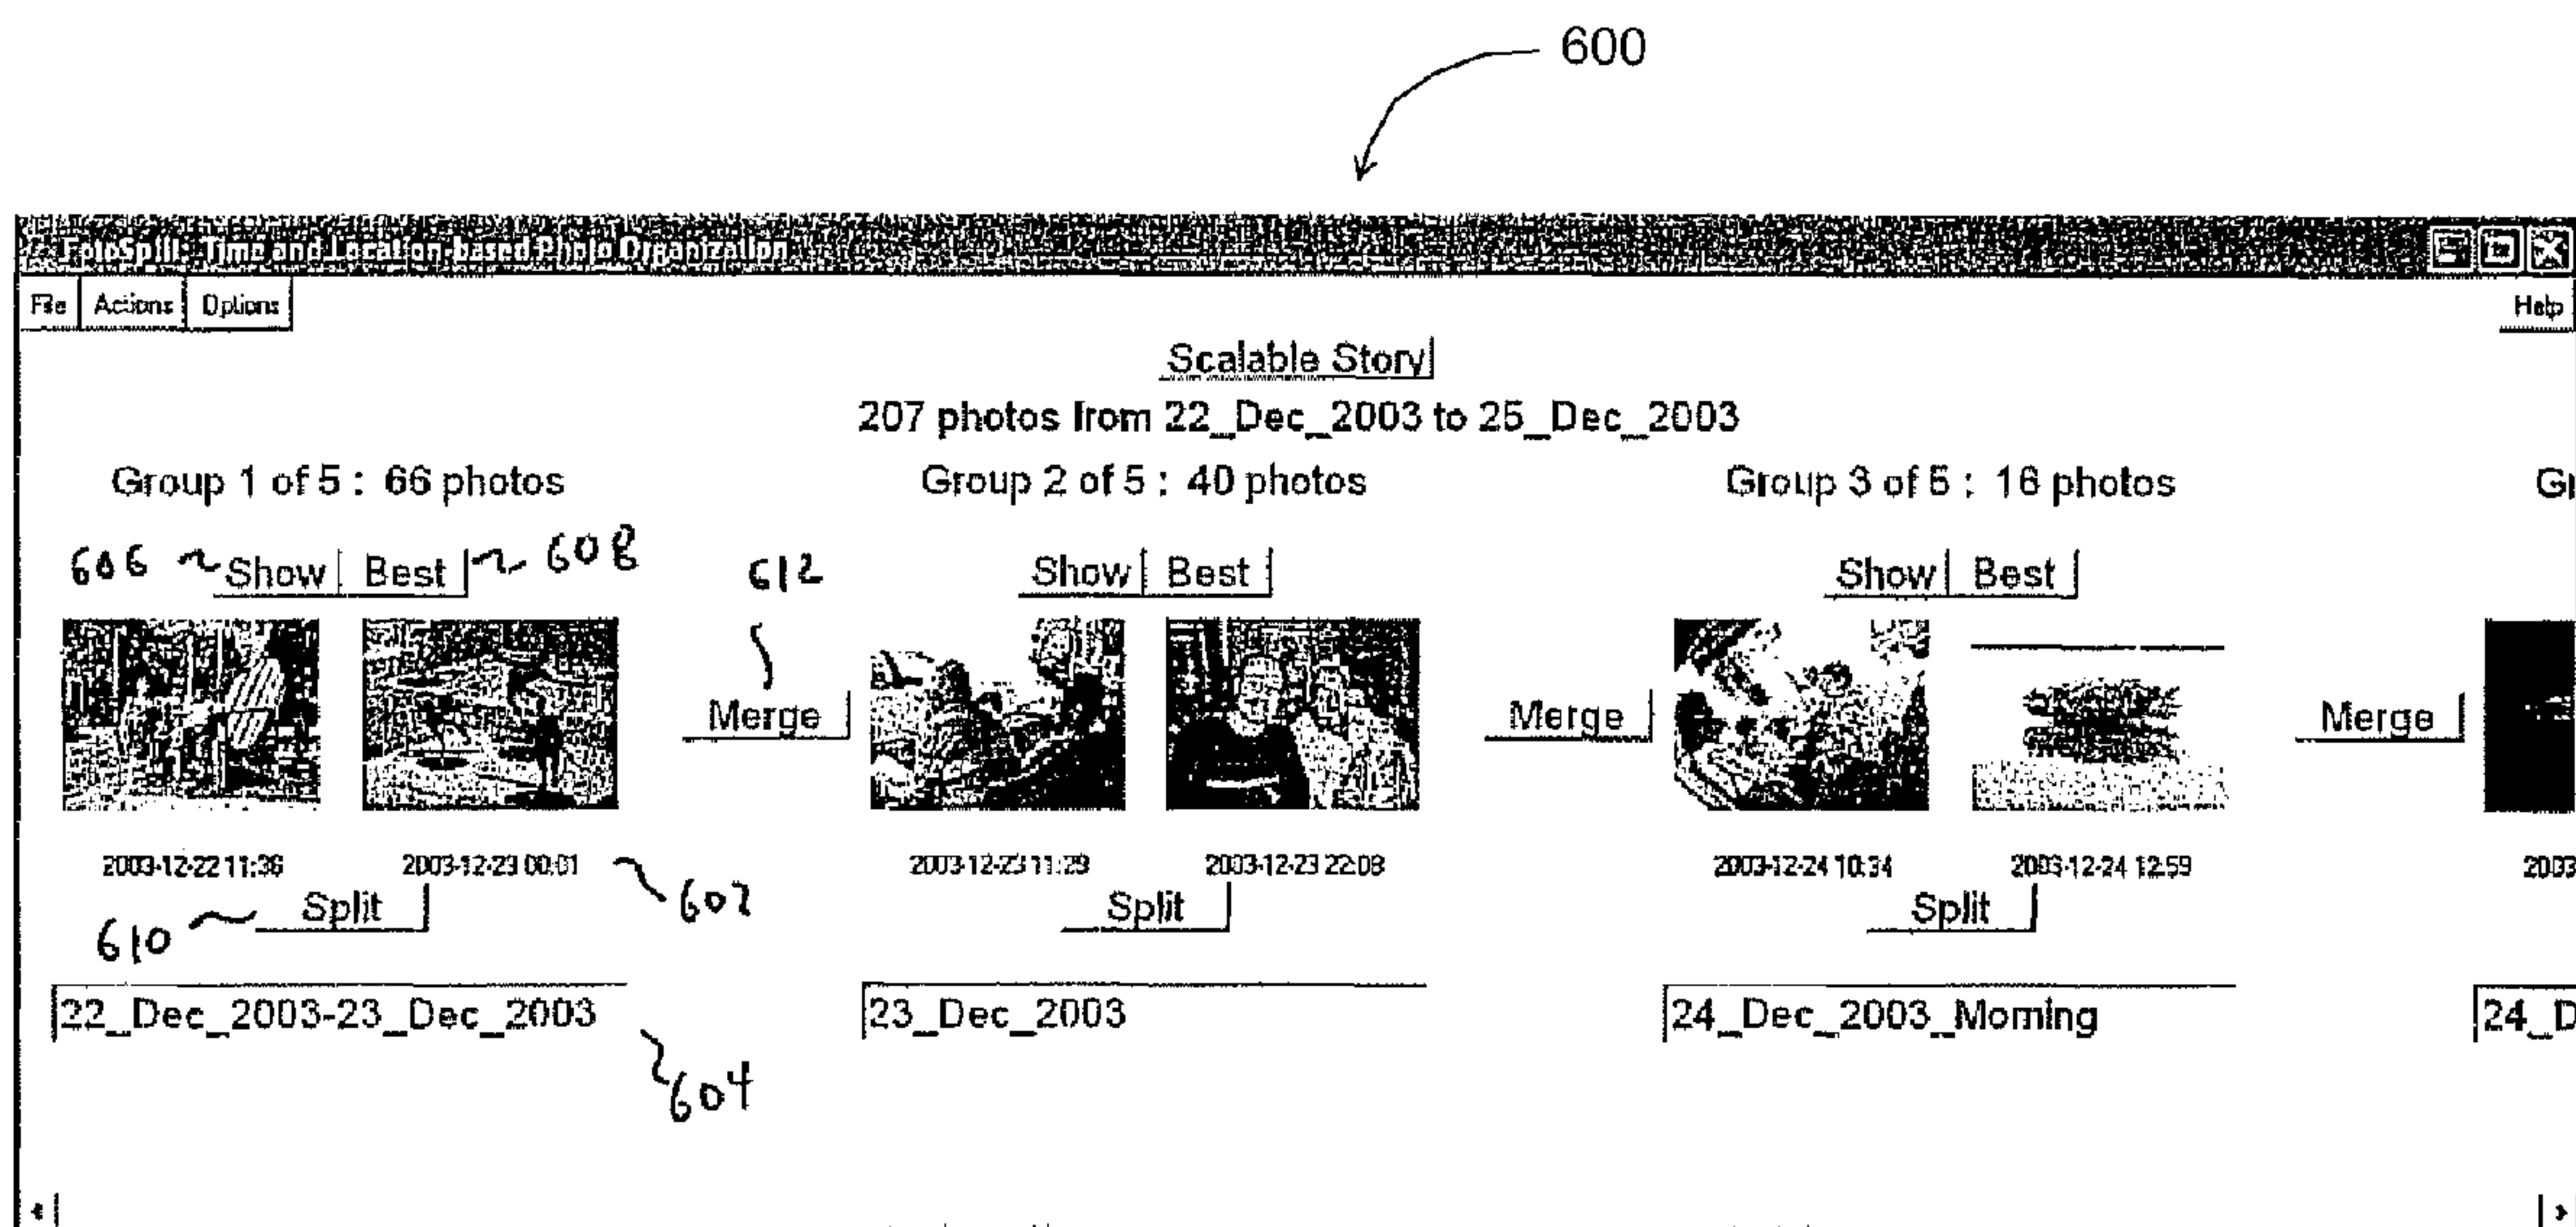 600
Time and Location-based Photo Organization
File Actions Options Help
Scalable Story
207 photos from 22_Dec_2003 to 25_Dec_2003
Group 1 of 5 : 66 photos Group 2 of 5 : 40 photos Group 3 of 5 : 16 photos
606 Show Best 608 612 Show Best Show Best
Merge Merge Merge
2003-12-22 11:36 2003-12-23 00:01 2003-12-23 11:29 2003-12-23 22:08 2003-12-24 10:34 2003-12-24 12:59 2003
610 Split 602 Split Split
22_Dec_2003-23_Dec_2003 23_Dec_2003 24_Dec_2003_Morning 24_D
604